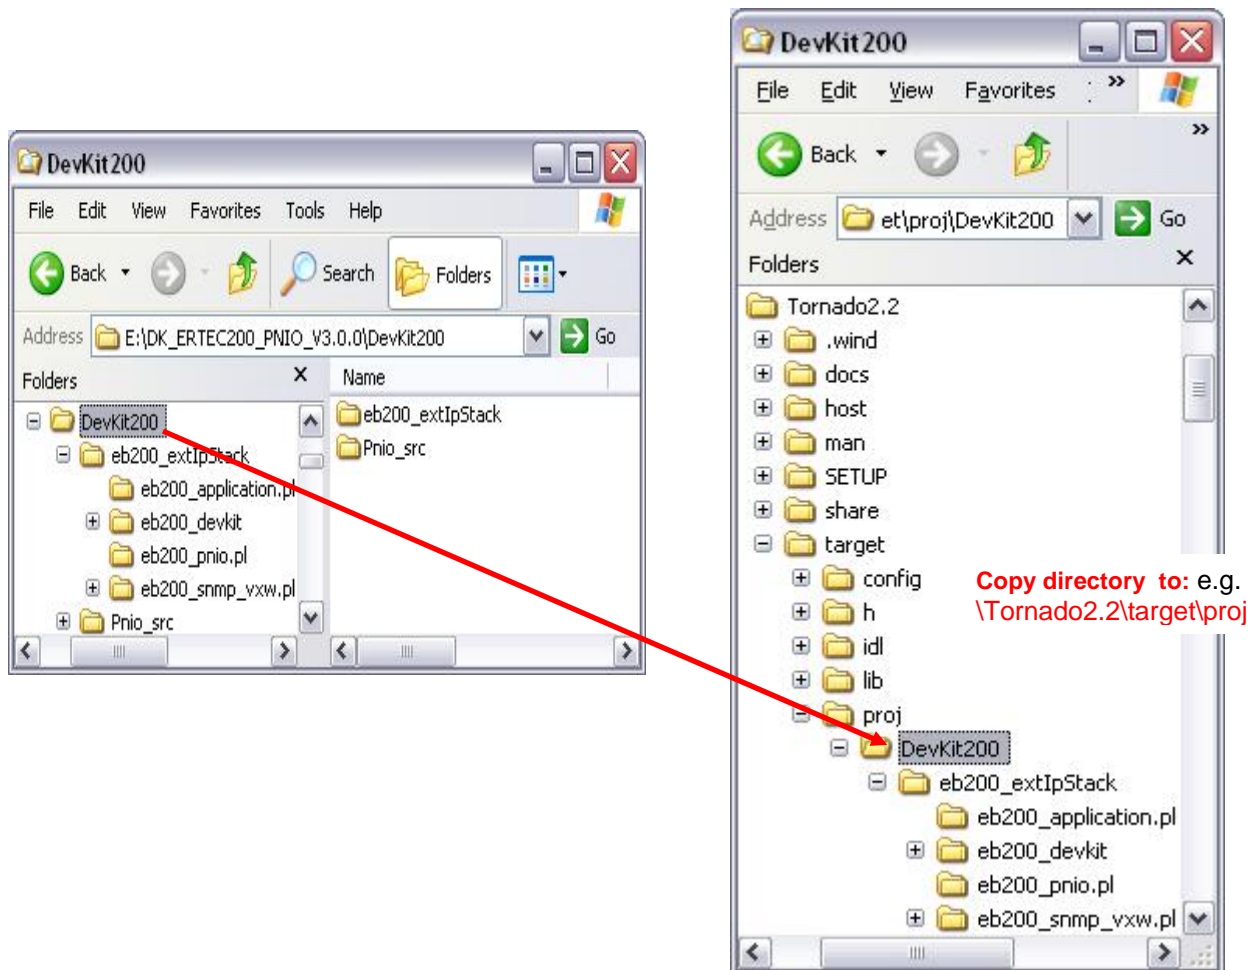 DevKit200
File Edit View Favorites Tools Help
Back Search Folders
Address E:\DK_ERTEC200_PNIO_V3.0.0\DevKit200 Go
Folders x Name
DevKit200
eb200_extIpStack
eb200_application.pl
eb200_devkit
eb200_pnio.pl
eb200_snmp_vxw.pl
Pnio_src
eb200_extIpStack
Pnio_src
DevKit200
File Edit View Favorites »
Back »
Address et\proj\DevKit200 Go
Folders x
Tornado2.2
.wind
docs
host
man
SETUP
share
target
config
h
idl
lib
proj
DevKit200
eb200_extIpStack
eb200_application.pl
eb200_devkit
eb200_pnio.pl
eb200_snmp_vxw.pl
Copy directory to: e.g.
\Tornado2.2\target\proj